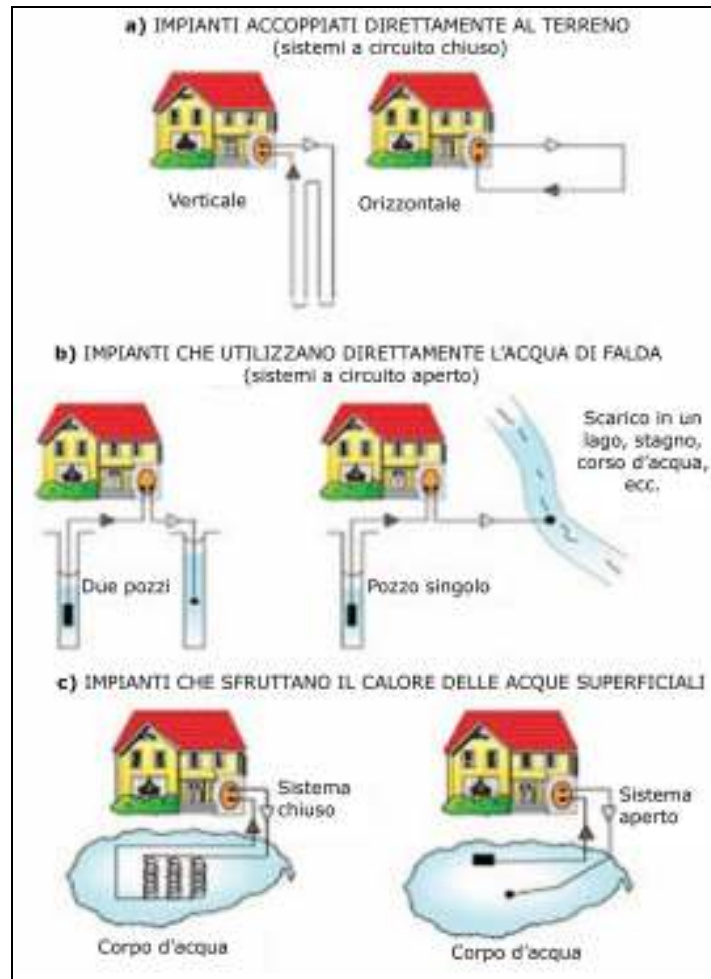 a) IMPIANTI ACCOPPIATI DIRETTAMENTE AL TERRENO
(sistemi a circuito chiuso)
Verticale
Orizzontale
b) IMPIANTI CHE UTILIZZANO DIRETTAMENTE L'ACQUA DI FALDA
(sistemi a circuito aperto)
Scarico in un
lago, stagno,
corso d'acqua,
ecc.
Due pozzi
Pozzo singolo
c) IMPIANTI CHE SFRUTTANO IL CALORE DELLE ACQUE SUPERFICIALI
Sistema
chiuso
Sistema
aperto
Corpo d'acqua
Corpo d'acqua